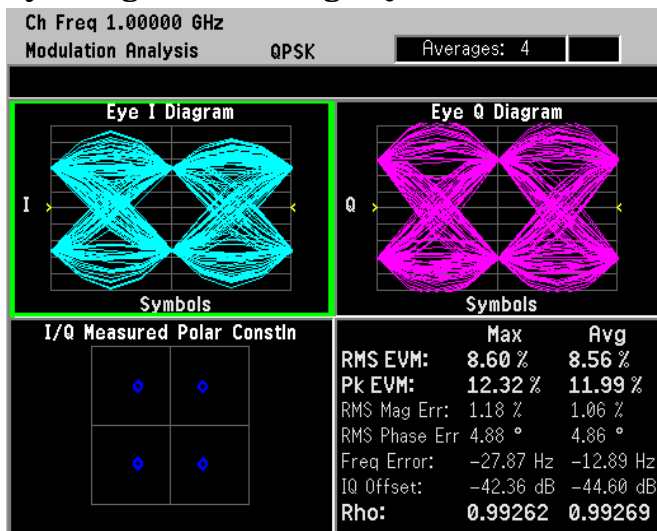 Ch Freq 1.00000 GHz
Modulation Analysis QPSK Averages: 4
Eye I Diagram
I
Symbols
Eye Q Diagram
Q
Symbols
I/Q Measured Polar Constln
Max Avg
RMS EVM: 8.60 % 8.56 %
Pk EVM: 12.32 % 11.99 %
RMS Mag Err: 1.18 % 1.06 %
RMS Phase Err 4.88 ° 4.86 °
Freq Error: -27.87 Hz -12.89 Hz
IQ Offset: -42.36 dB -44.60 dB
Rho: 0.99262 0.99269